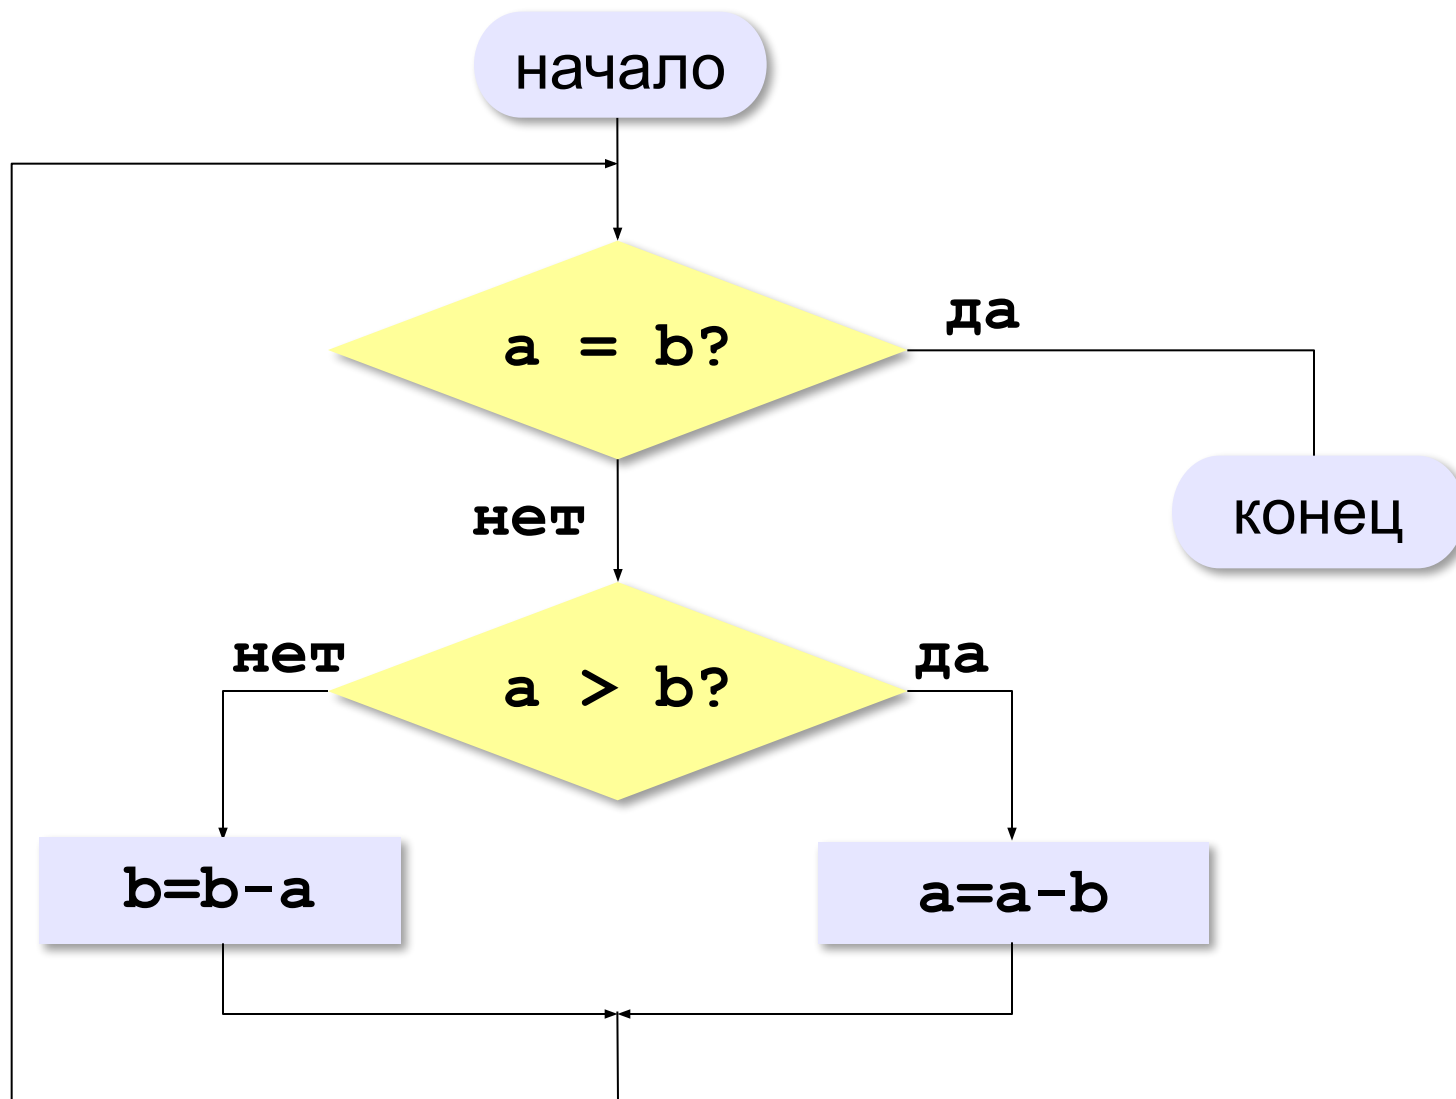 начало
a = b?
да
нет
конец
нет
a > b?
да
b=b-a
a=a-b